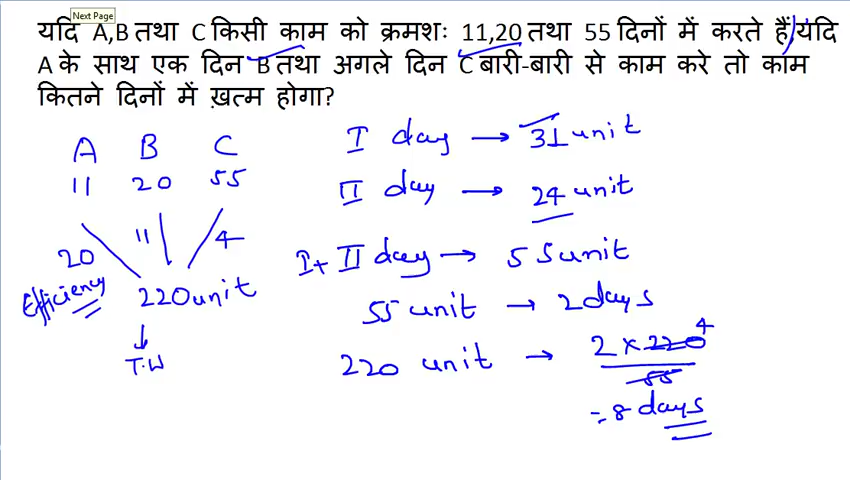 Next Page
यदि A,B तथा C किसी काम को क्रमशः 11,20 तथा 55 दिनों में करते हैं, यदि
A के साथ एक दिन B तथा अगले दिन C बारी-बारी से काम करे तो काम
कितने दिनों में ख़त्म होगा?
A B C
11 20 55
20 11 4
Efficiency 220 unit
T.W
I day → 31 unit
II day → 24 unit
I + II day → 55 unit
55 unit → 2 days
220 unit → 2 × 220 4
55
= 8 days